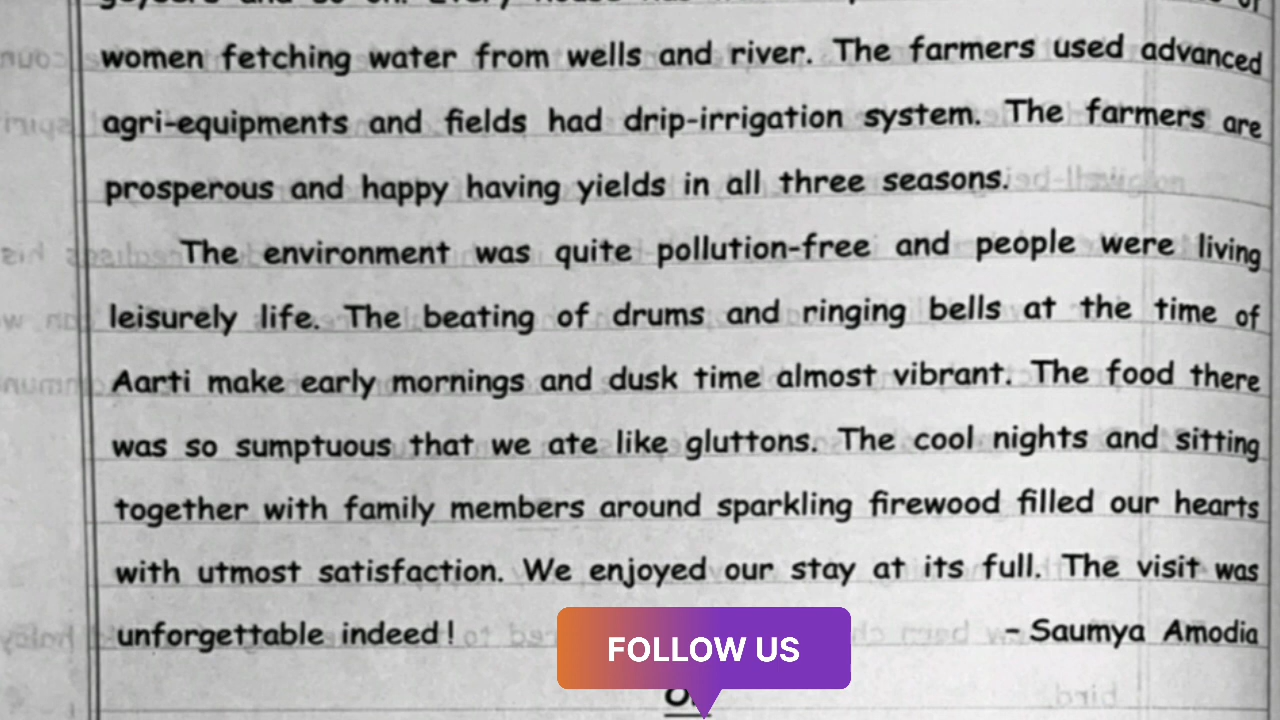 women fetching water from wells and river. The farmers used advanced
agri-equipments and fields had drip-irrigation system. The farmers are
prosperous and happy having yields in all three seasons.
The environment was quite pollution-free and people were living
leisurely life. The beating of drums and ringing bells at the time of
Aarti make early mornings and dusk time almost vibrant. The food there
was so sumptuous that we ate like gluttons. The cool nights and sitting
together with family members around sparkling firewood filled our hearts
with utmost satisfaction. We enjoyed our stay at its full. The visit was
unforgettable indeed!
- Saumya Amodia
FOLLOW US